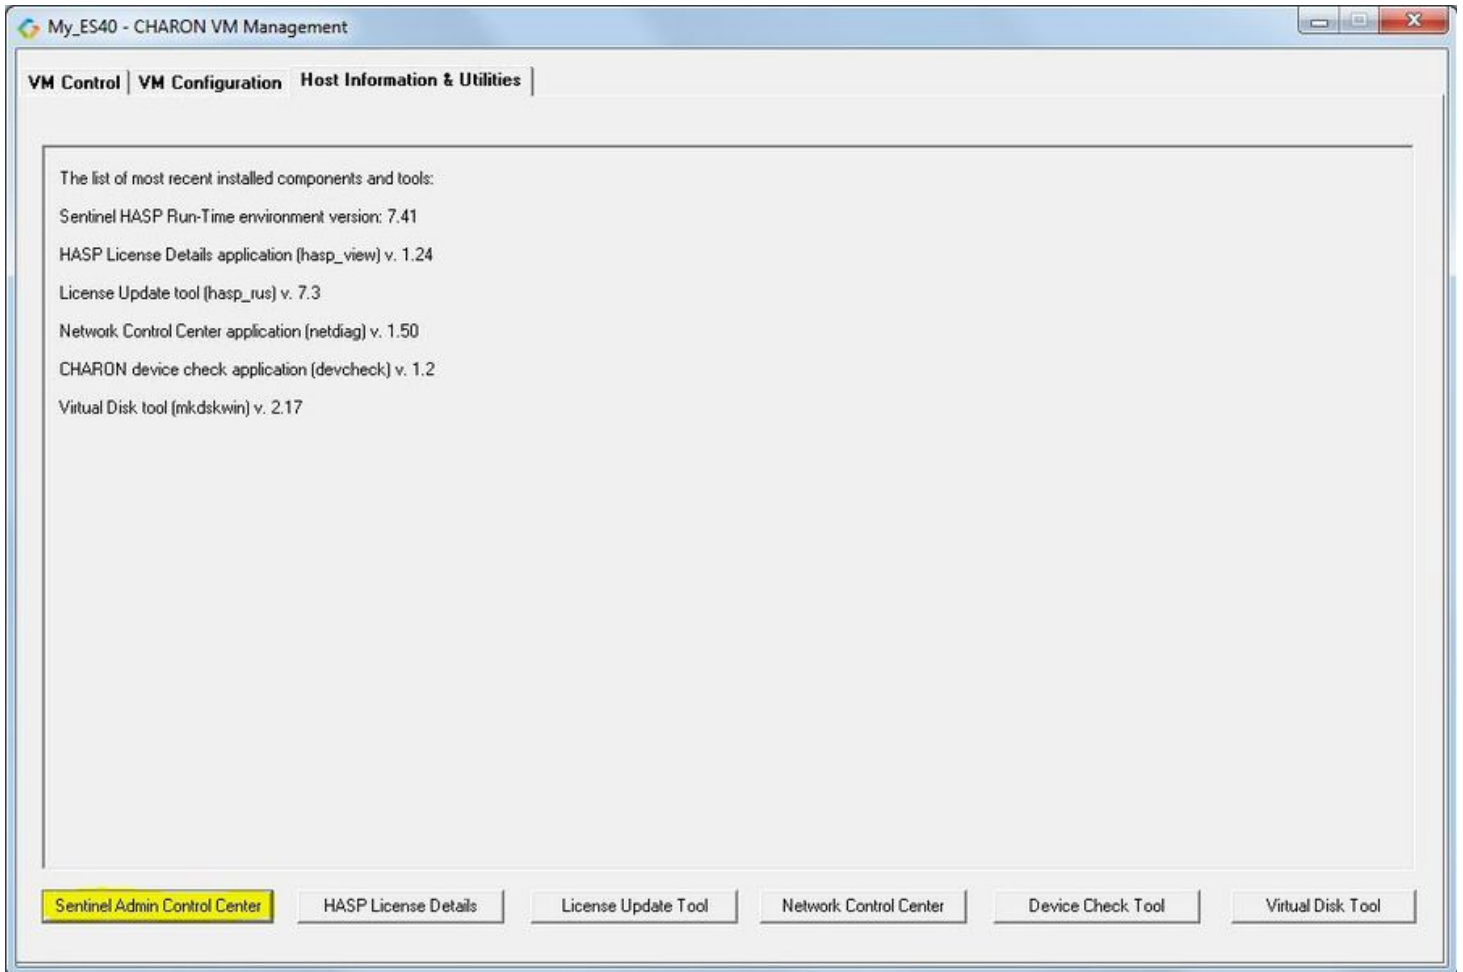 My_ES40 - CHARON VM Management
VM Control VM Configuration Host Information & Utilities
The list of most recent installed components and tools:
Sentinel HASP Run-Time environment version: 7.41
HASP License Details application (hasp_view) v. 1.24
License Update tool (hasp_rus) v. 7.3
Network Control Center application (netdiag) v. 1.50
CHARON device check application (devcheck) v. 1.2
Virtual Disk tool (mkdskwin) v. 2.17
Sentinel Admin Control Center HASP License Details License Update Tool Network Control Center Device Check Tool Virtual Disk Tool